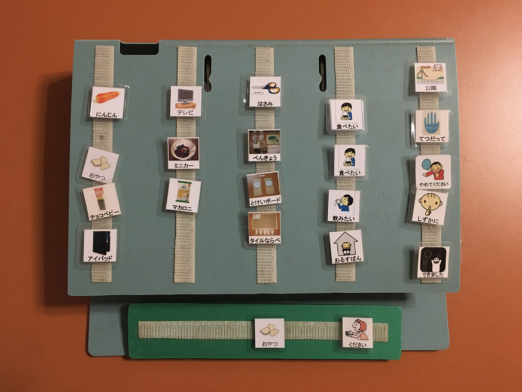 にんじん
おやつ
チョコベビー
アイパッド
テレビ
ミニカー
マカロニ
はさみ
べんきょう
とけいボード
タイルならべ
食べたい
食べたい
飲みたい
おるすばん
公園
てつだって
やめてください
しずかに
できました
おやつ
ください